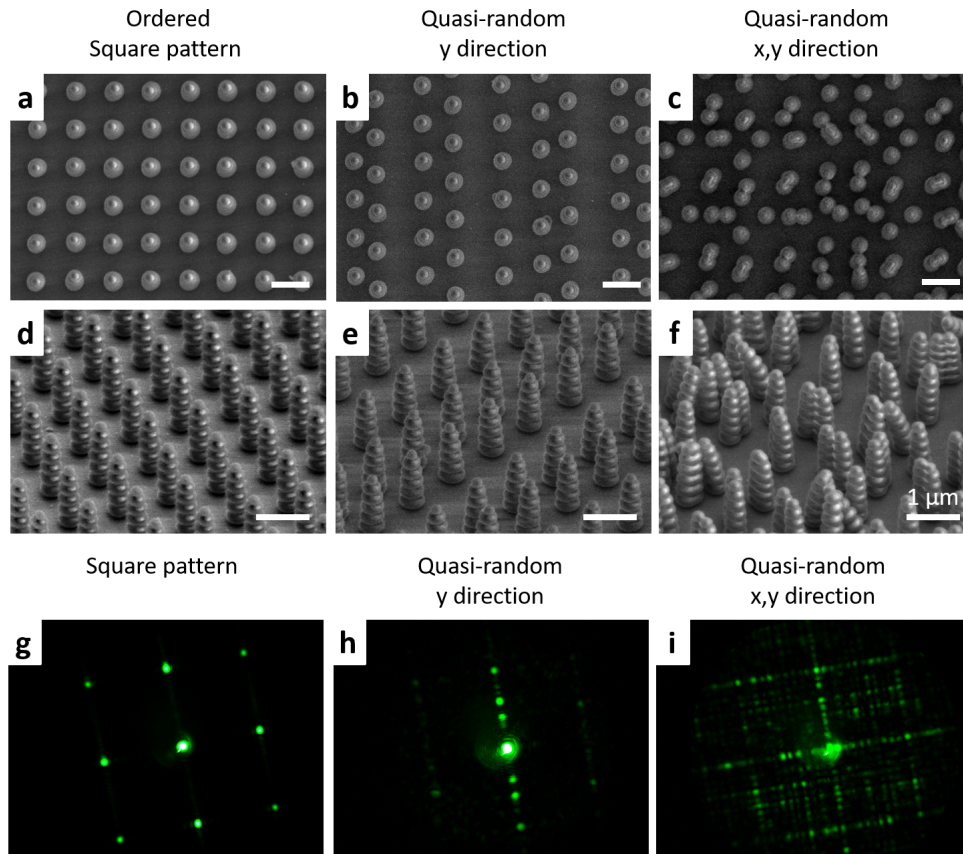 Ordered
Square pattern
Quasi-random
y direction
Quasi-random
x,y direction
a
b
c
d
e
f
1 µm
Square pattern
Quasi-random
y direction
Quasi-random
x,y direction
g
h
i